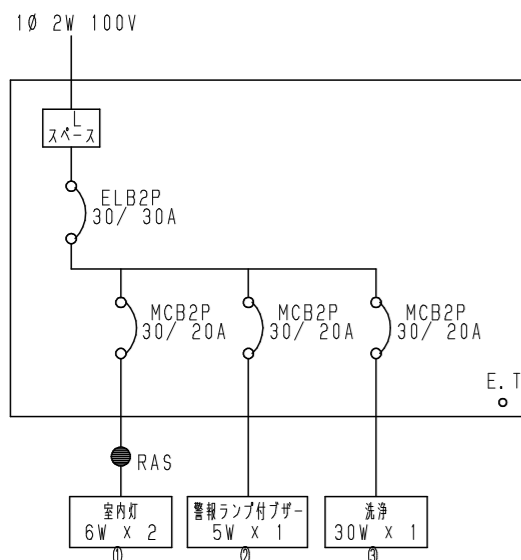 1Ø 2W 100V
L
スペース
ELB2P
30/ 30A
MCB2P
30/ 20A
MCB2P
30/ 20A
MCB2P
30/ 20A
E.T
RAS
室内灯
6W × 2
①
警報ランプ付ブザー
5W × 1
②
洗浄
30W × 1
③